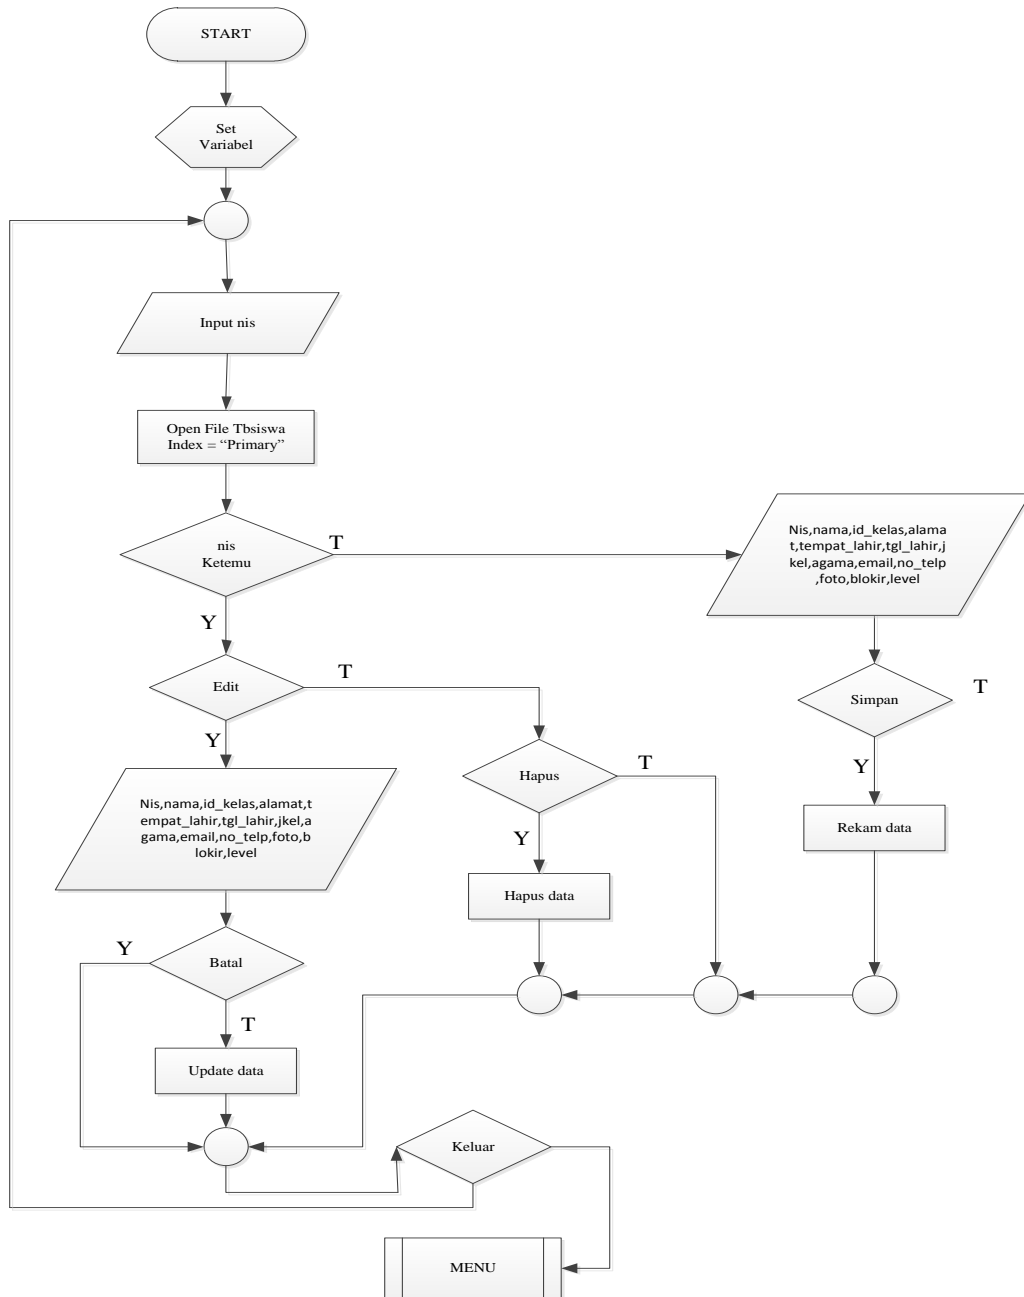 START
Set
Variabel
Input nis
Open File Tbsiswa
Index = “Primary”
nis
Ketemu
T
Nis,nama,id_kelas,alama
t,tempat_lahir,tgl_lahir,j
kel,agama,email,no_telp
,foto,blokir,level
Y
Edit
T
Simpan
T
Y
Y
Hapus
T
Nis,nama,id_kelas,alamat,t
empat_lahir,tgl_lahir,jkel,a
gama,email,no_telp,foto,b
lokir,level
Rekam data
Y
Hapus data
Y
Batal
T
Update data
Keluar
MENU